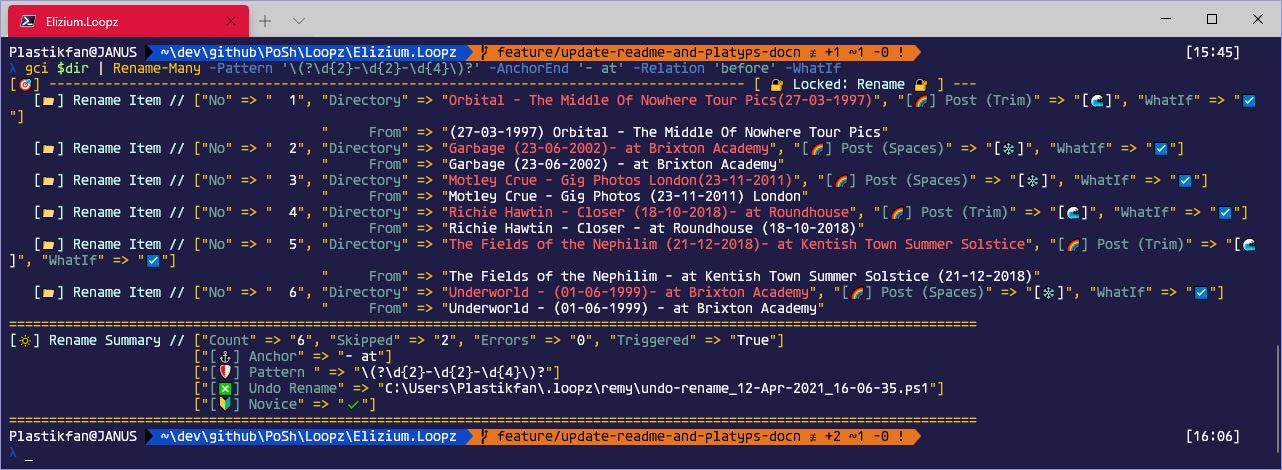 Elizium.Loopz
Plastikfan@JANUS ~\dev\github\PoSh\Loopz\Elizium.Loopz feature/update-readme-and-platyps-docn ≢ +1 ~1 -0 ! [15:45]
λ gci $dir | Rename-Many -Pattern '\(?\d{2}-\d{2}-\d{4}\)?' -AnchorEnd '- at' -Relation 'before' -WhatIf
[🎯] ------------------------------------------------------------------------------------------- [ 🔐 Locked: Rename 🔐 ] ---
[📂] Rename Item // ["No" => "  1", "Directory" => "Orbital - The Middle Of Nowhere Tour Pics(27-03-1997)", "[🌈] Post (Trim)" => "[🌊]", "WhatIf" => "☑️
"]
"     From" => "(27-03-1997) Orbital - The Middle Of Nowhere Tour Pics"
[📂] Rename Item // ["No" => "  2", "Directory" => "Garbage (23-06-2002)- at Brixton Academy", "[🌈] Post (Spaces)" => "[❄]", "WhatIf" => "☑️"]
"     From" => "Garbage (23-06-2002) - at Brixton Academy"
[📂] Rename Item // ["No" => "  3", "Directory" => "Motley Crue - Gig Photos London(23-11-2011)", "[🌈] Post (Spaces)" => "[❄]", "WhatIf" => "☑️"]
"     From" => "Motley Crue - Gig Photos (23-11-2011) London"
[📂] Rename Item // ["No" => "  4", "Directory" => "Richie Hawtin - Closer (18-10-2018)- at Roundhouse", "[🌈] Post (Trim)" => "[🌊]", "WhatIf" => "☑️"]
"     From" => "Richie Hawtin - Closer - at Roundhouse (18-10-2018)"
[📂] Rename Item // ["No" => "  5", "Directory" => "The Fields of the Nephilim (21-12-2018)- at Kentish Town Summer Solstice", "[🌈] Post (Trim)" => "[🌊
]", "WhatIf" => "☑️"]
"     From" => "The Fields of the Nephilim - at Kentish Town Summer Solstice (21-12-2018)"
[📂] Rename Item // ["No" => "  6", "Directory" => "Underworld - (01-06-1999)- at Brixton Academy", "[🌈] Post (Spaces)" => "[❄]", "WhatIf" => "☑️"]
"     From" => "Underworld - (01-06-1999) - at Brixton Academy"
=========================================================================================================================
[🔆] Rename Summary // ["Count" => "6", "Skipped" => "2", "Errors" => "0", "Triggered" => "True"]
["[⚓] Anchor" => "- at"]
["[🛡️] Pattern " => "\(?\d{2}-\d{2}-\d{4}\)?"]
["[❎] Undo Rename" => "C:\Users\Plastikfan\.loopz\remy\undo-rename_12-Apr-2021_16-06-35.ps1"]
["[🔰] Novice" => "✔"]
=========================================================================================================================
Plastikfan@JANUS ~\dev\github\PoSh\Loopz\Elizium.Loopz feature/update-readme-and-platyps-docn ≢ +2 ~1 -0 ! [16:06]
λ _